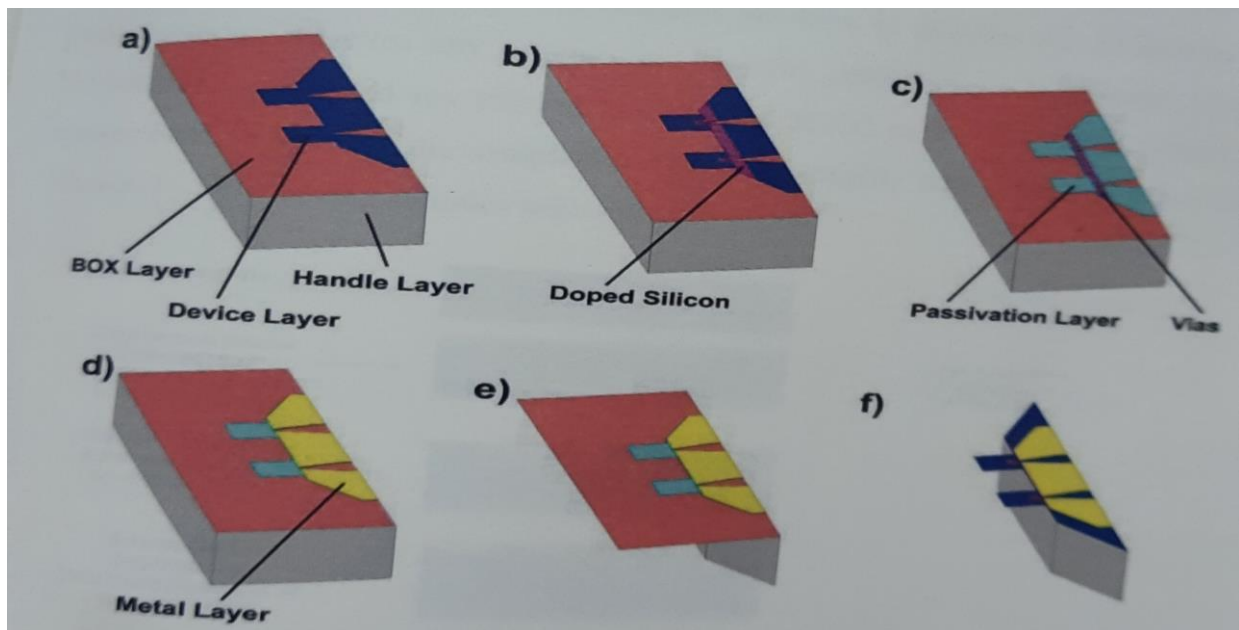 a)
b)
c)
BOX Layer
Handle Layer
Device Layer
Doped Silicon
Passivation Layer
Vias
d)
e)
f)
Metal Layer